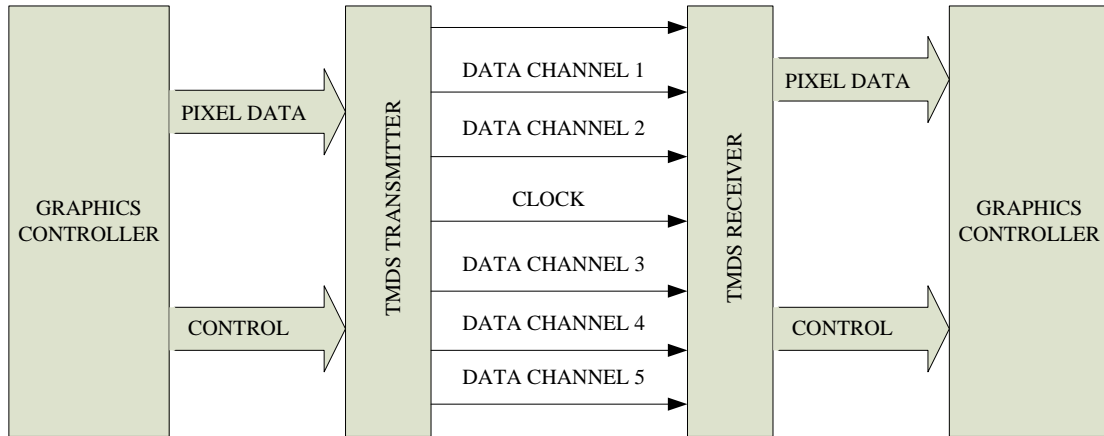 GRAPHICS
CONTROLLER
PIXEL DATA
CONTROL
TMDS TRANSMITTER
DATA CHANNEL 1
DATA CHANNEL 2
CLOCK
DATA CHANNEL 3
DATA CHANNEL 4
DATA CHANNEL 5
TMDS RECEIVER
PIXEL DATA
CONTROL
GRAPHICS
CONTROLLER